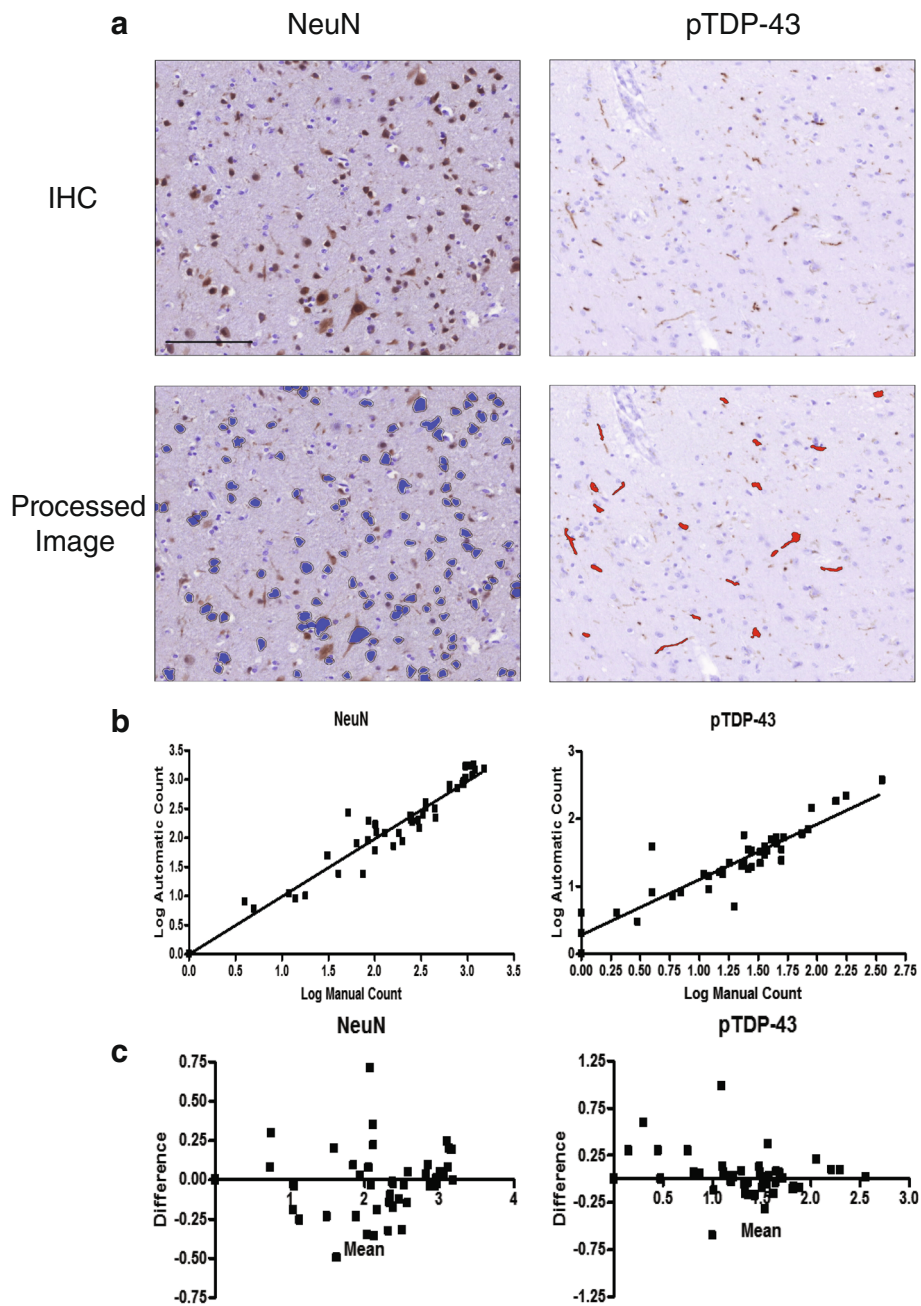 a
NeuN
pTDP-43
IHC
Processed
Image
b
NeuN
Log Automatic Count
3.5
3.0
2.5
2.0
1.5
1.0
0.5
0.0
0.0 0.5 1.0 1.5 2.0 2.5 3.0 3.5
Log Manual Count
pTDP-43
Log Automatic Count
3
2
1
0
0.00 0.25 0.50 0.75 1.00 1.25 1.50 1.75 2.00 2.25 2.50 2.75
Log Manual Count
c
NeuN
Difference
0.75
0.50
0.25
0.00
-0.25
-0.50
-0.75
1 2 3 4
Mean
pTDP-43
Difference
1.25
0.75
0.25
-0.25
-0.75
-1.25
0.5 1.0 1.5 2.0 2.5 3.0
Mean